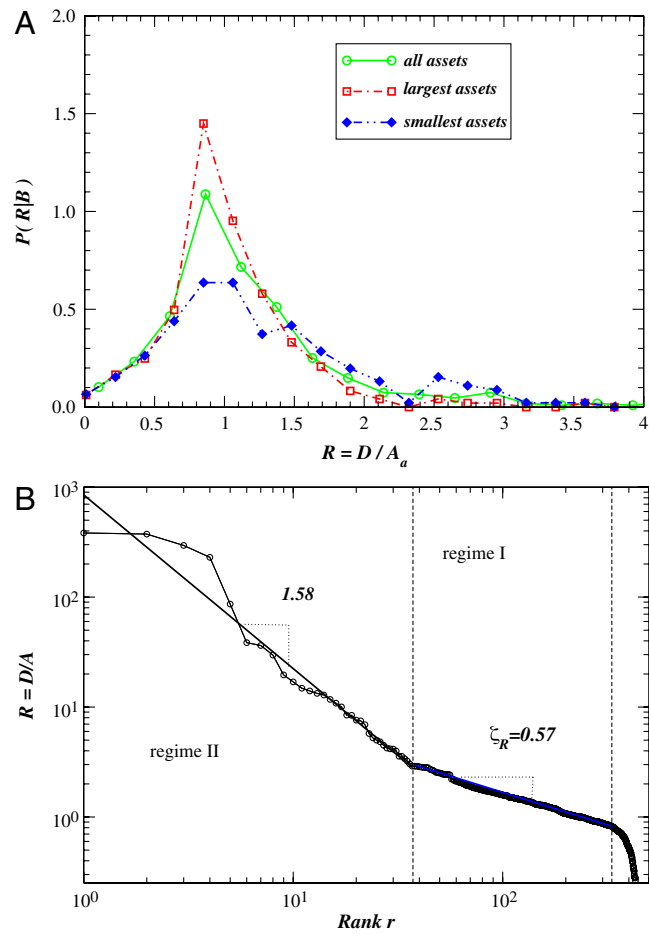 A
2.0
1.5
1.0
0.5
0.0
P(R|B)
all assets
largest assets
smallest assets
0 0.5 1 1.5 2 2.5 3 3.5 4
R = D / Aₐ
B
10³
10²
10¹
10⁰
R = D/A
regime I
1.58
regime II
ζ_R=0.57
10⁰ 10¹ 10²
Rank r